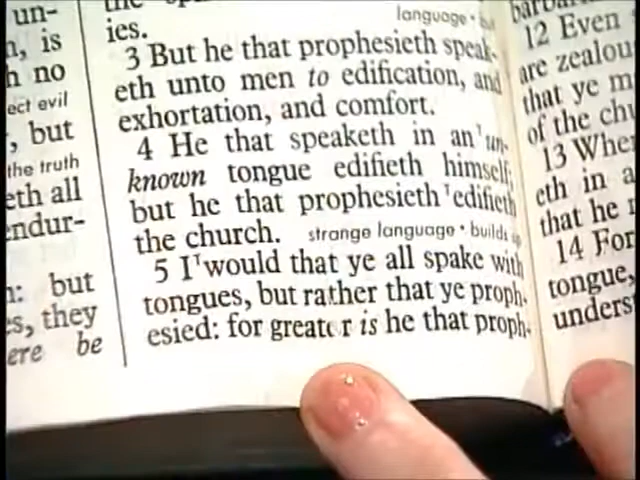 un-
, is
no
ect evil
, but
the truth
eth all
endur-
: but
s, they
ere be
ies.
language •
3 But he that prophesieth speak-
eth unto men to edification, and
exhortation, and comfort.
4 He that speaketh in an un-
known tongue edifieth himself;
but he that prophesieth edifieth
the church. strange language • builds up
5 I would that ye all spake with
tongues, but rather that ye proph-
esied: for greater is he that proph-
12 Even
are zealou
that ye m
of the chu
13 Wher
eth in a
that he
14 For
tongue,
unders